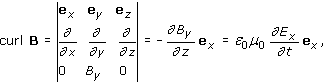 curl B = | e_x e_y e_z ; ∂/∂x ∂/∂y ∂/∂z ; 0 B_y 0 | = - ∂B_y/∂z e_x = ε_0 μ_0 ∂E_x/∂t e_x ,